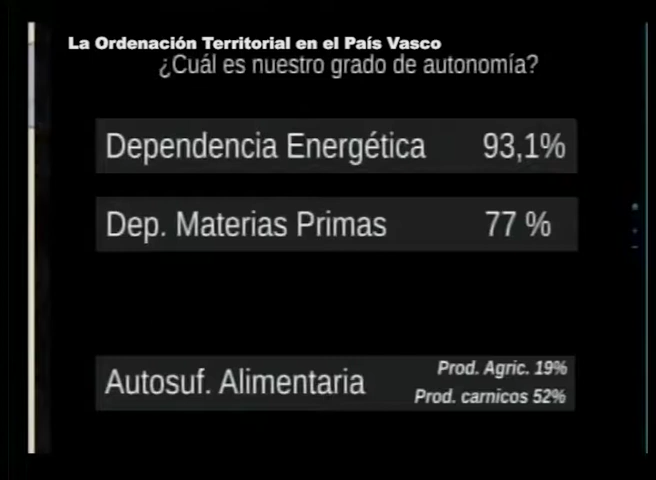 La Ordenación Territorial en el País Vasco
¿Cuál es nuestro grado de autonomía?
Dependencia Energética 93,1%
Dep. Materias Primas 77 %
Autosuf. Alimentaria
Prod. Agric. 19%
Prod. carnicos 52%